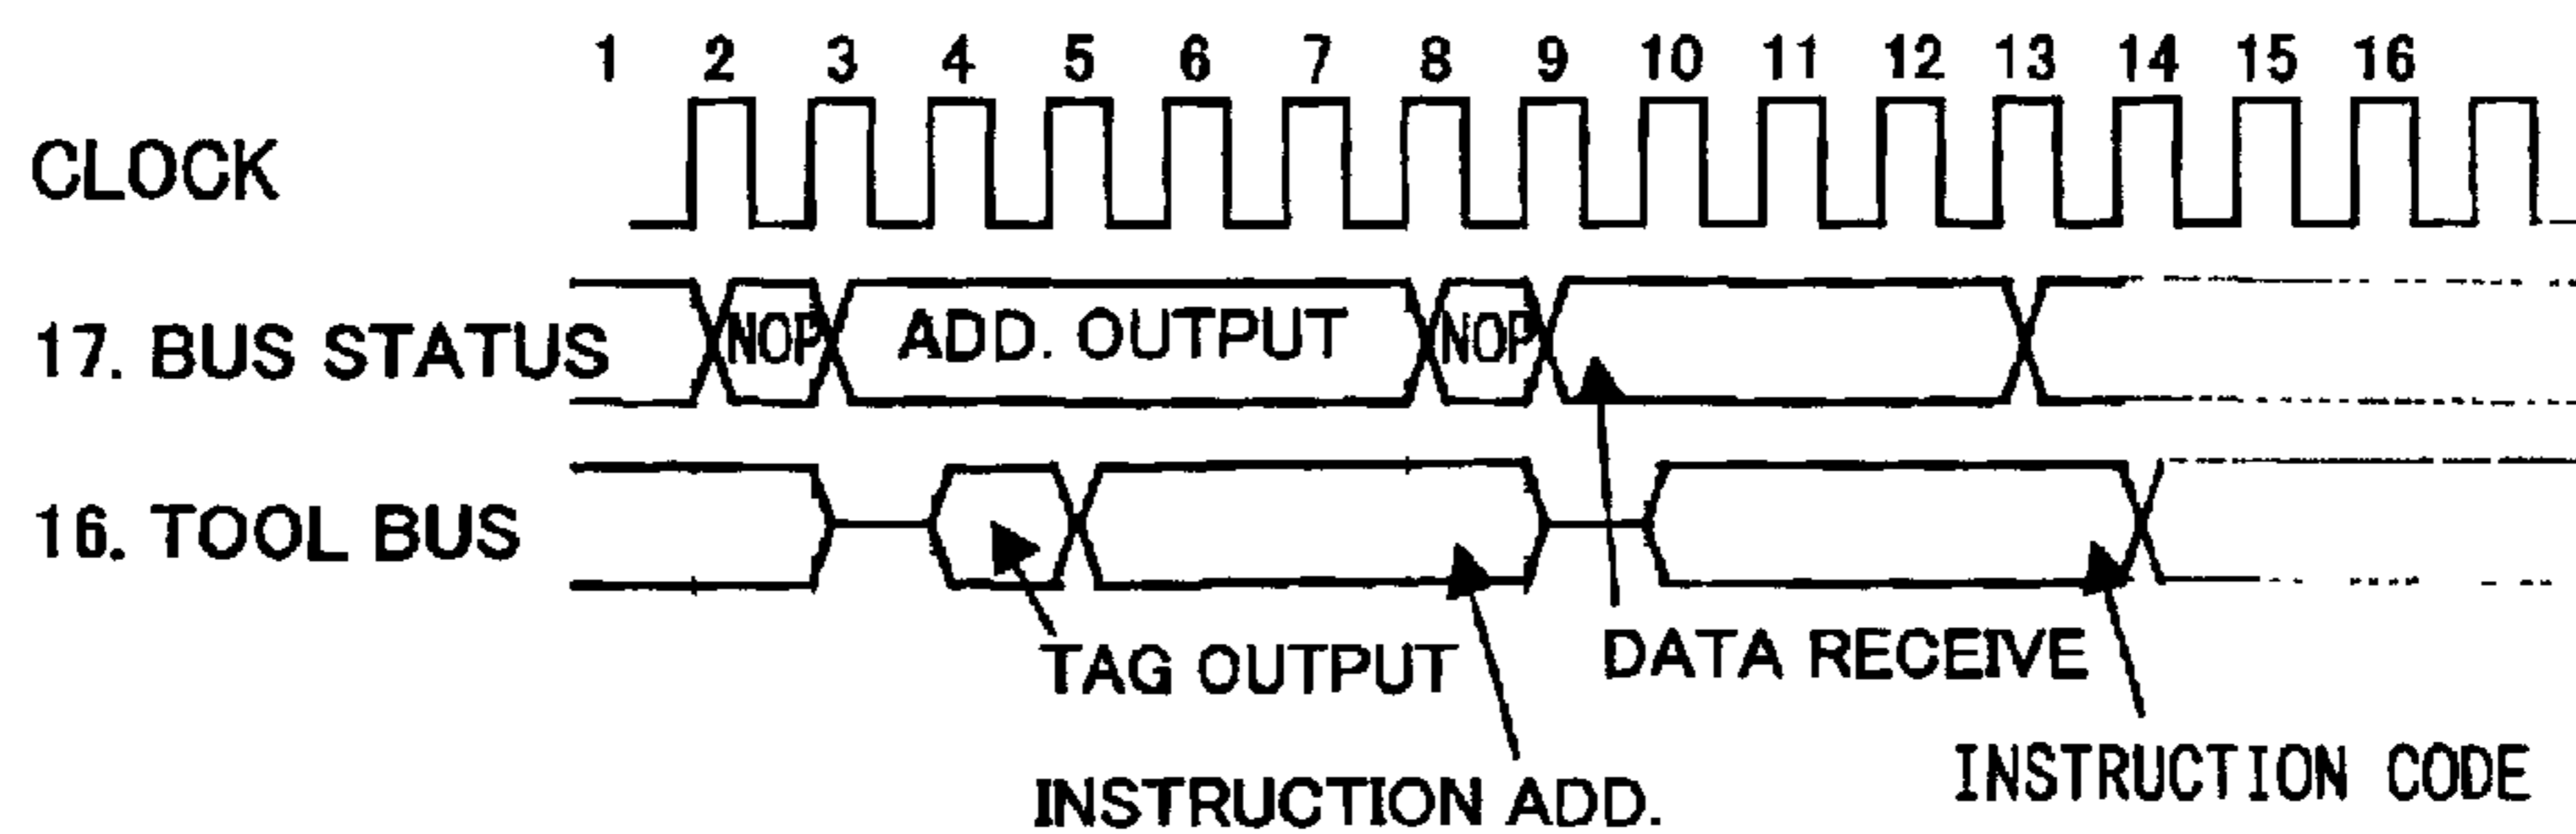 1 2 3 4 5 6 7 8 9 10 11 12 13 14 15 16
CLOCK
17. BUS STATUS NOP ADD. OUTPUT NOP
16. TOOL BUS
TAG OUTPUT
DATA RECEIVE
INSTRUCTION ADD.
INSTRUCTION CODE